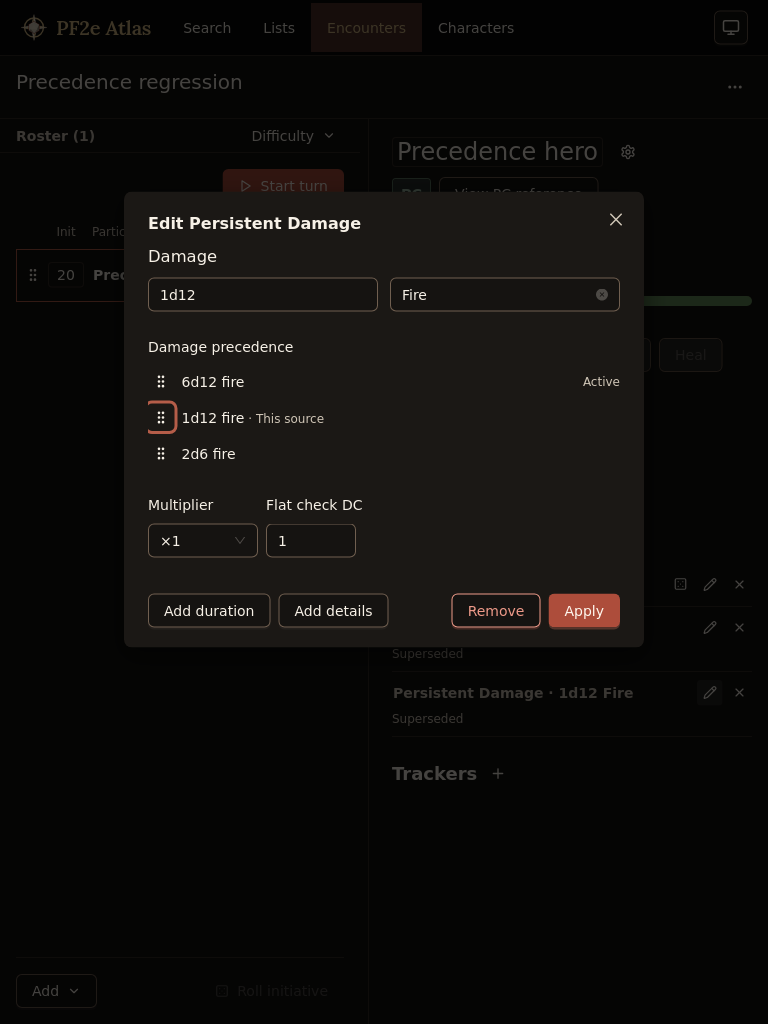 PF2e Atlas Search Lists Encounters Characters
Precedence regression
Roster (1) Difficulty
Precedence hero
Start turn
View PC reference
Init
20
Heal
Edit Persistent Damage
Damage
1d12 Fire
Damage precedence
6d12 fire Active
1d12 fire · This source
2d6 fire
Multiplier Flat check DC
×1 1
Add duration Add details Remove Apply
Superseded
Persistent Damage · 1d12 Fire
Superseded
Trackers
Add Roll initiative